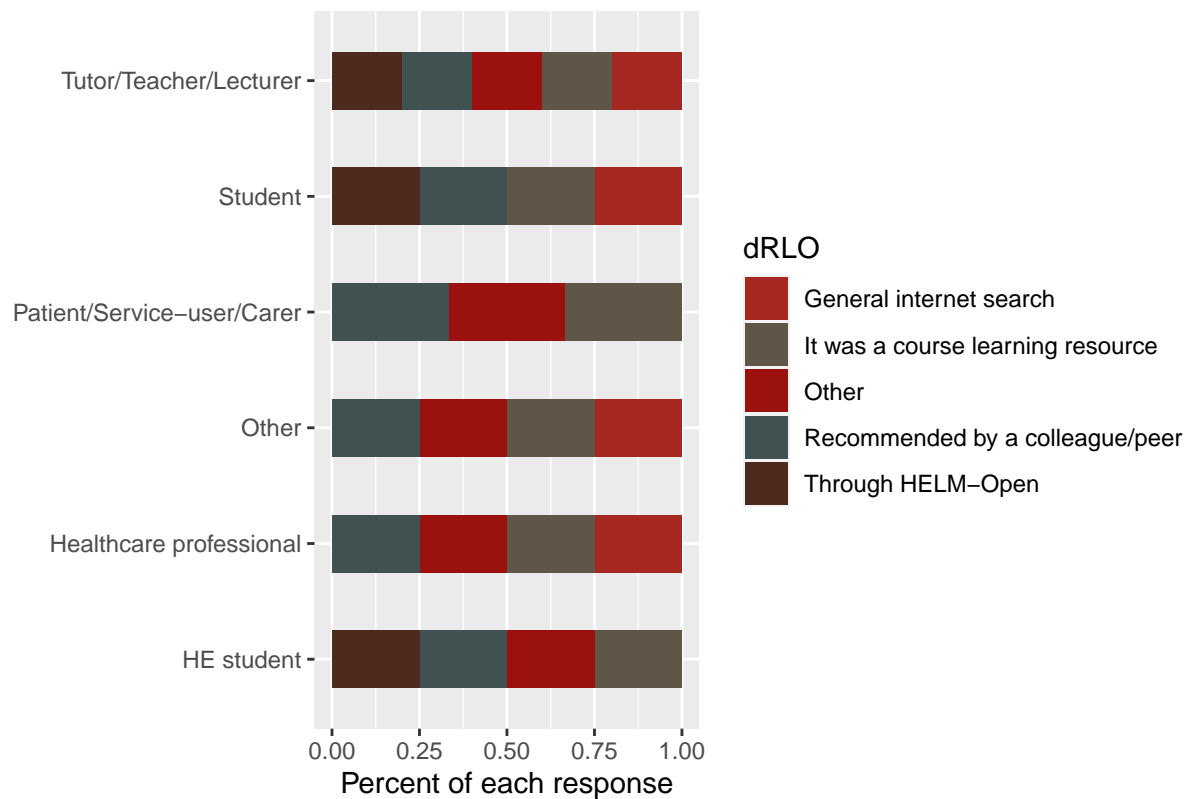 Tutor/Teacher/Lecturer
Student
Patient/Service−user/Carer
Other
Healthcare professional
HE student
0.00 0.25 0.50 0.75 1.00
Percent of each response
dRLO
General internet search
It was a course learning resource
Other
Recommended by a colleague/peer
Through HELM−Open